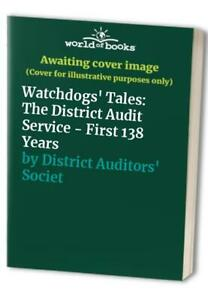 world of books
Awaiting cover image
(Cover for illustrative purposes only)
Watchdogs' Tales:
The District Audit
Service - First 138
Years
by District Auditors'
Societ